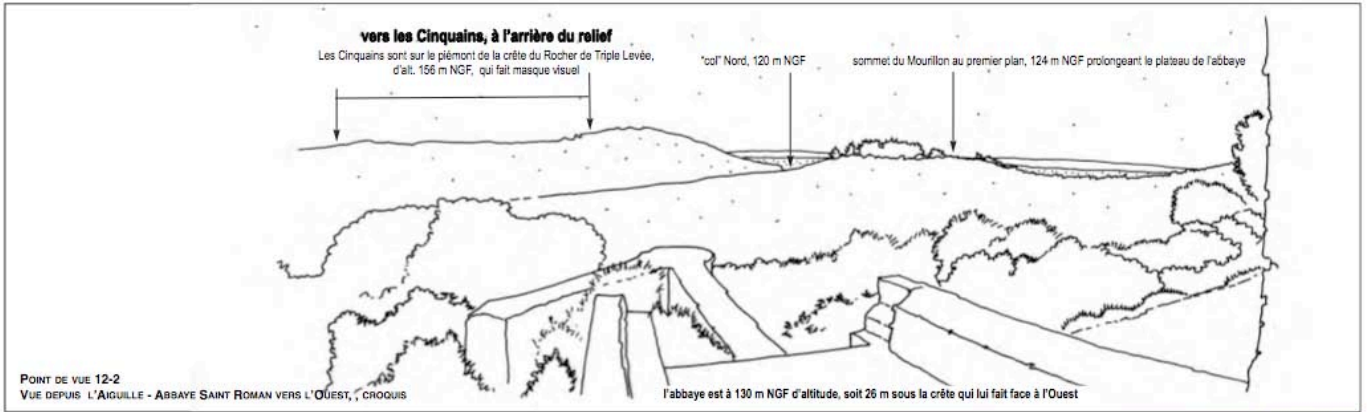 vers les Cinquains, à l'arrière du relief
Les Cinquains sont sur le piémont de la crête du Rocher de Triple Levée,
d'alt. 156 m NGF, qui fait masque visuel
"col" Nord, 120 m NGF
sommet du Mourillon au premier plan, 124 m NGF prolongeant le plateau de l'abbaye
POINT DE VUE 12-2
VUE DEPUIS L'AIGUILLE - ABBAYE SAINT ROMAN VERS L'OUEST, , CROQUIS
l'abbaye est à 130 m NGF d'altitude, soit 26 m sous la crête qui lui fait face à l'Ouest